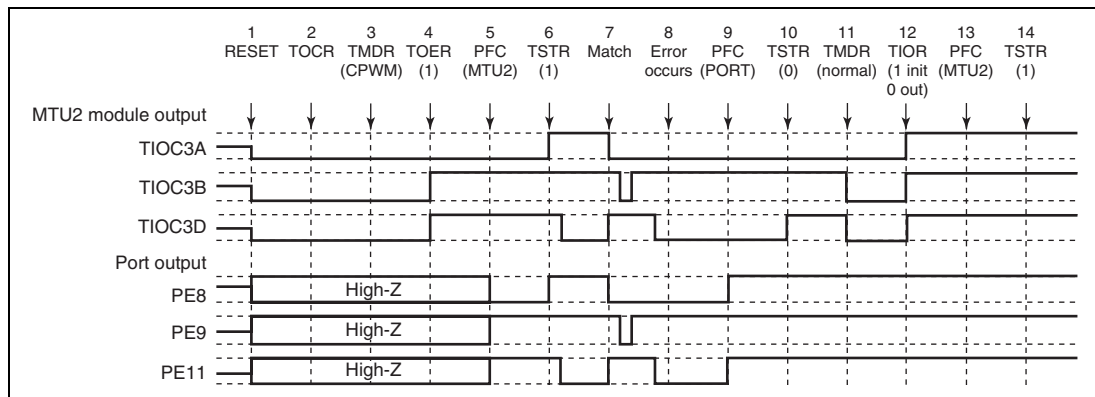 1 2 3 4 5 6 7 8 9 10 11 12 13 14
RESET TOCR TMDR TOER PFC TSTR Match Error PFC TSTR TMDR TIOR PFC TSTR
(CPWM) (1) (MTU2) (1) occurs (PORT) (0) (normal) (1 init (MTU2) (1)
0 out)
MTU2 module output
TIOC3A
TIOC3B
TIOC3D
Port output
PE8 High-Z
PE9 High-Z
PE11 High-Z